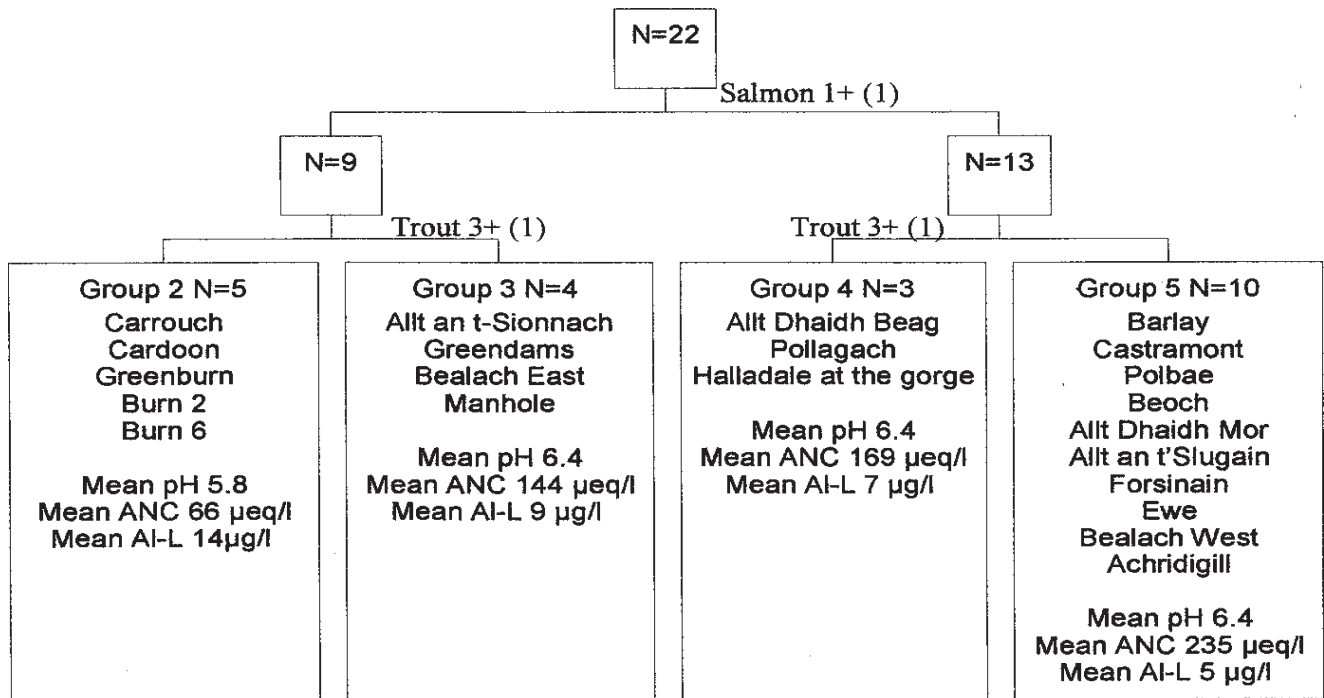 N=22
Salmon 1+ (1)
N=9
N=13
Trout 3+ (1)
Trout 3+ (1)
Group 2 N=5
Carrouch
Cardoon
Greenburn
Burn 2
Burn 6
Mean pH 5.8
Mean ANC 66 µeq/l
Mean Al-L 14µg/l
Group 3 N=4
Allt an t-Sionnach
Greendams
Bealach East
Manhole
Mean pH 6.4
Mean ANC 144 µeq/l
Mean Al-L 9 µg/l
Group 4 N=3
Allt Dhaidh Beag
Pollagach
Halladale at the gorge
Mean pH 6.4
Mean ANC 169 µeq/l
Mean Al-L 7 µg/l
Group 5 N=10
Barlay
Castramont
Polbae
Beoch
Allt Dhaidh Mor
Allt an t'Slugain
Forsinain
Ewe
Bealach West
Achridigill
Mean pH 6.4
Mean ANC 235 µeq/l
Mean Al-L 5 µg/l